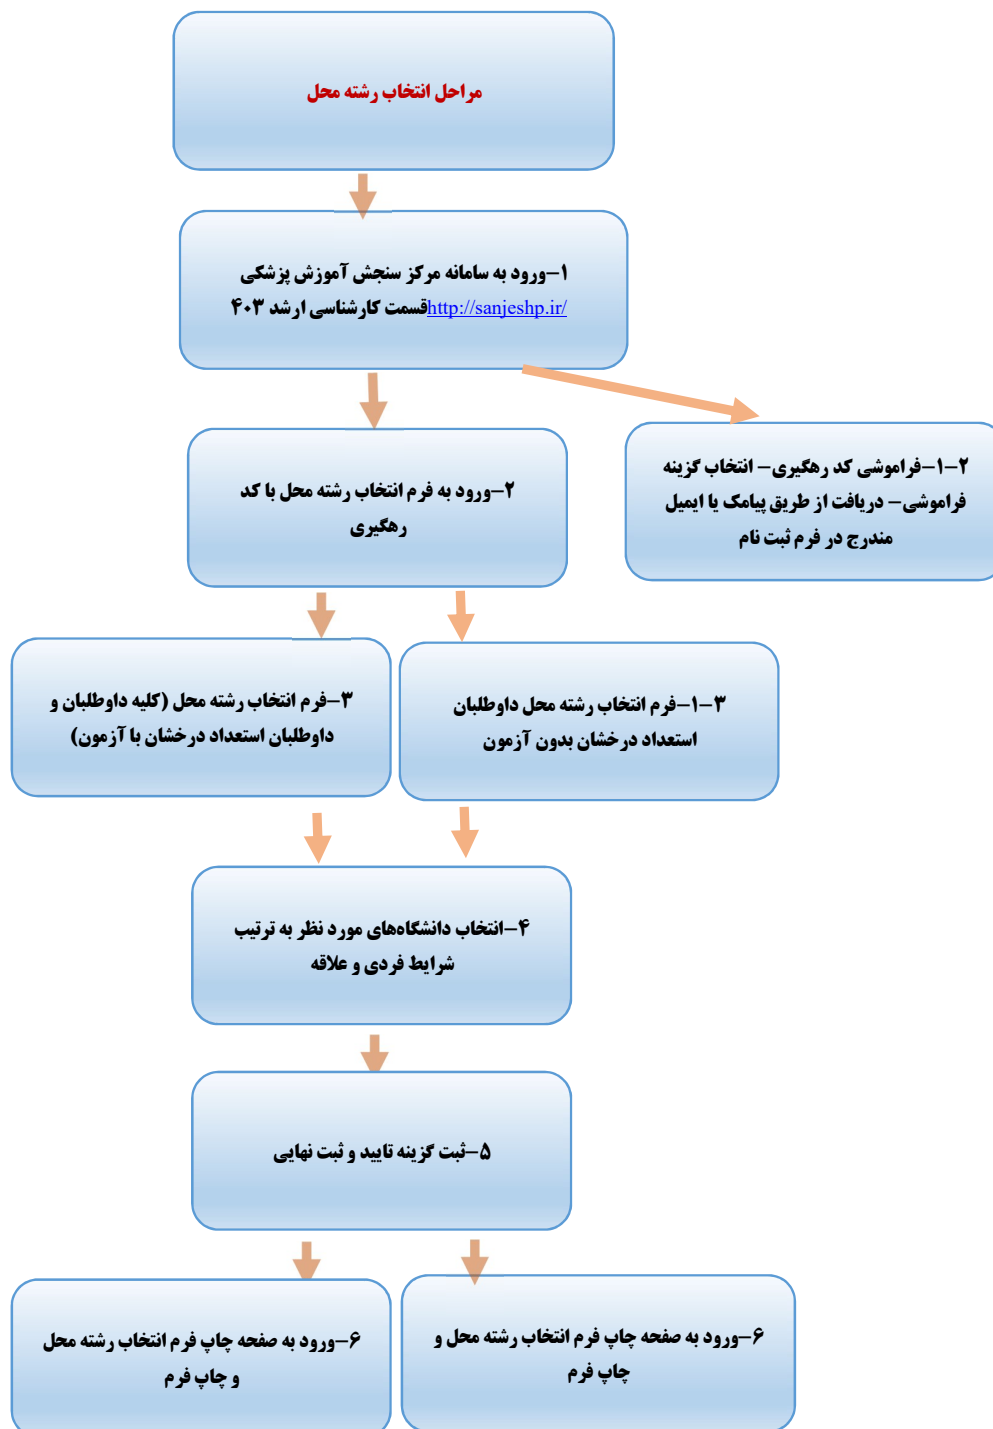 مراحل انتخاب رشته محل
۱-ورود به سامانه مرکز سنجش آموزش پزشکی
http://sanjeshp.ir/قسمت کارشناسی ارشد ۴۰۳
۲-ورود به فرم انتخاب رشته محل با کد
رهگیری
۱-۲-فراموشی کد رهگیری- انتخاب گزینه
فراموشی- دریافت از طریق پیامک یا ایمیل
مندرج در فرم ثبت نام
۱-۳-فرم انتخاب رشته محل داوطلبان
استعداد درخشان بدون آزمون
۳-فرم انتخاب رشته محل (کلیه داوطلبان و
داوطلبان استعداد درخشان با آزمون)
۴-انتخاب دانشگاه‌های مورد نظر به ترتیب
شرایط فردی و علاقه
۵-ثبت گزینه تایید و ثبت نهایی
۶-ورود به صفحه چاپ فرم انتخاب رشته محل و
چاپ فرم
۶-ورود به صفحه چاپ فرم انتخاب رشته محل
و چاپ فرم